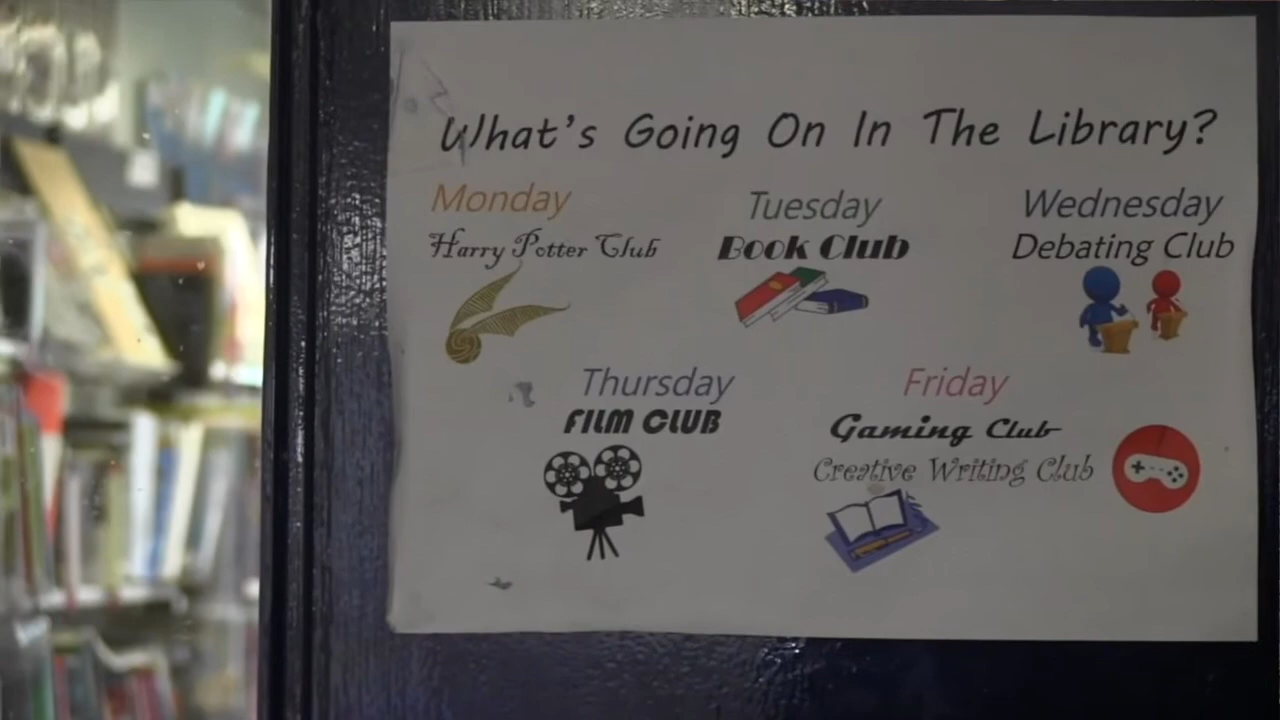 What's Going On In The Library?
Monday
Harry Potter Club
Tuesday
Book Club
Wednesday
Debating Club
Thursday
FILM CLUB
Friday
Gaming Club
Creative Writing Club